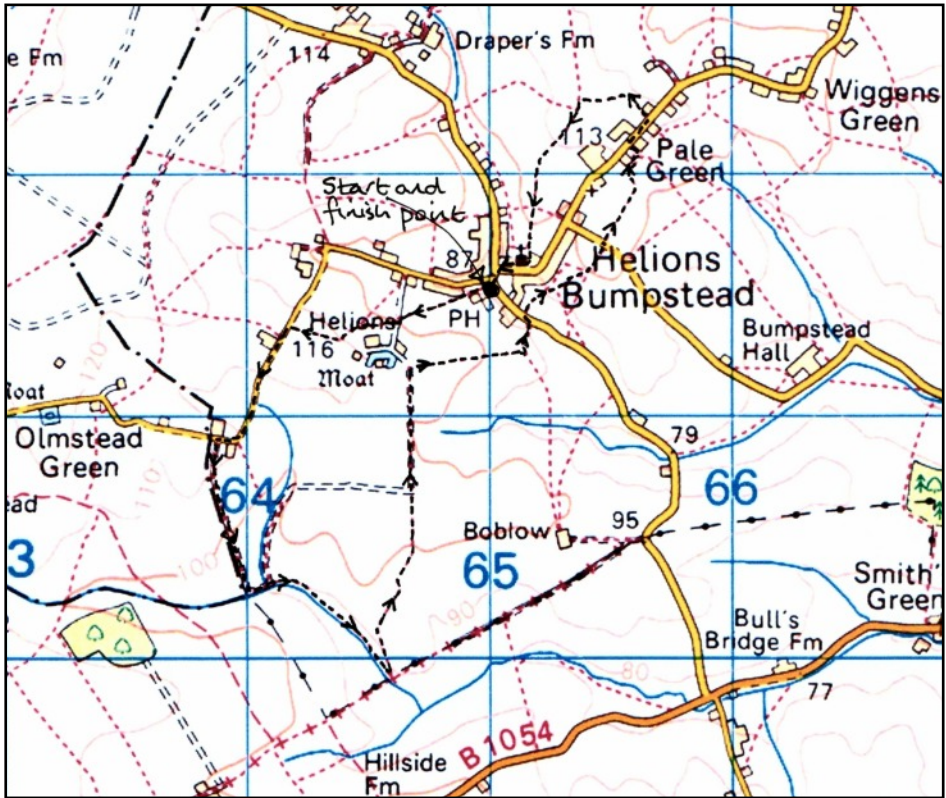 114
Draper's Fm
e Fm
Wiggens
Green
113
Pale
Green
Start and
finish point
87
Helions
Bumpstead
PH
Helions
116
Moat
Bumpstead
Hall
120
Moat
Olmstead
Green
79
110
64
66
ead
Boblow
95
3
65
100
90
Smith'
Green
Bull's
Bridge Fm
80
77
B 1054
Hillside
Fm